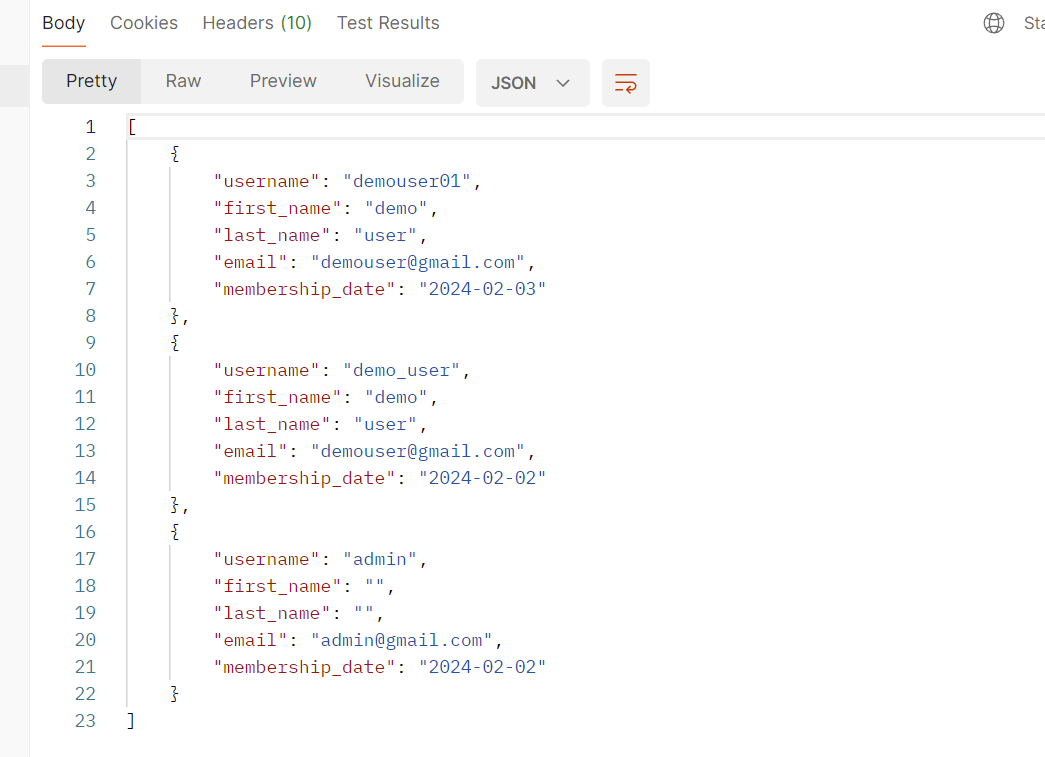 Body Cookies Headers (10) Test Results
Pretty Raw Preview Visualize JSON
1 [
2 {
3 "username": "demouser01",
4 "first_name": "demo",
5 "last_name": "user",
6 "email": "demouser@gmail.com",
7 "membership_date": "2024-02-03"
8 },
9 {
10 "username": "demo_user",
11 "first_name": "demo",
12 "last_name": "user",
13 "email": "demouser@gmail.com",
14 "membership_date": "2024-02-02"
15 },
16 {
17 "username": "admin",
18 "first_name": "",
19 "last_name": "",
20 "email": "admin@gmail.com",
21 "membership_date": "2024-02-02"
22 }
23 ]